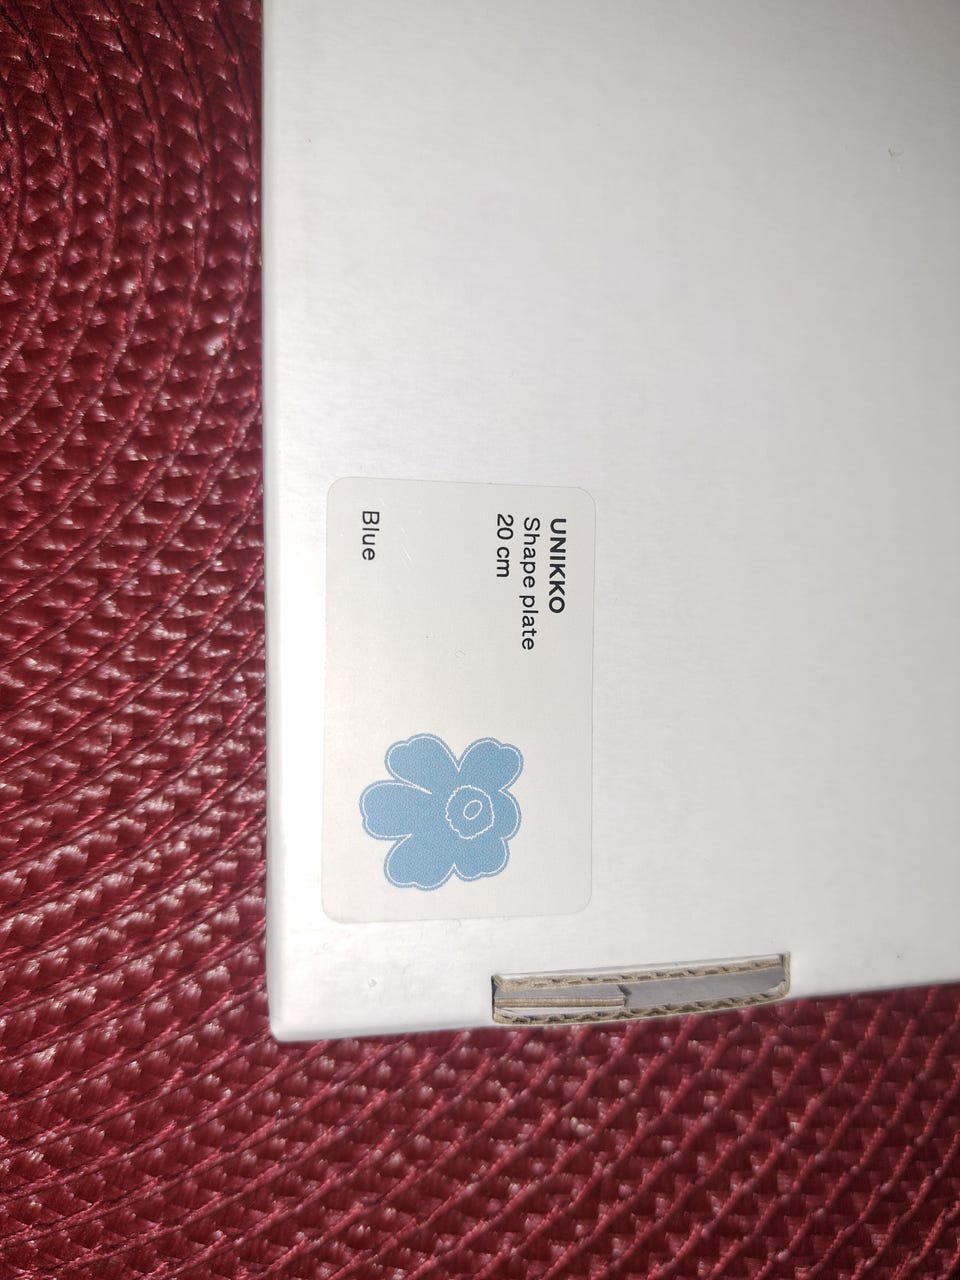 UNIKKO
Shape plate
20 cm
Blue